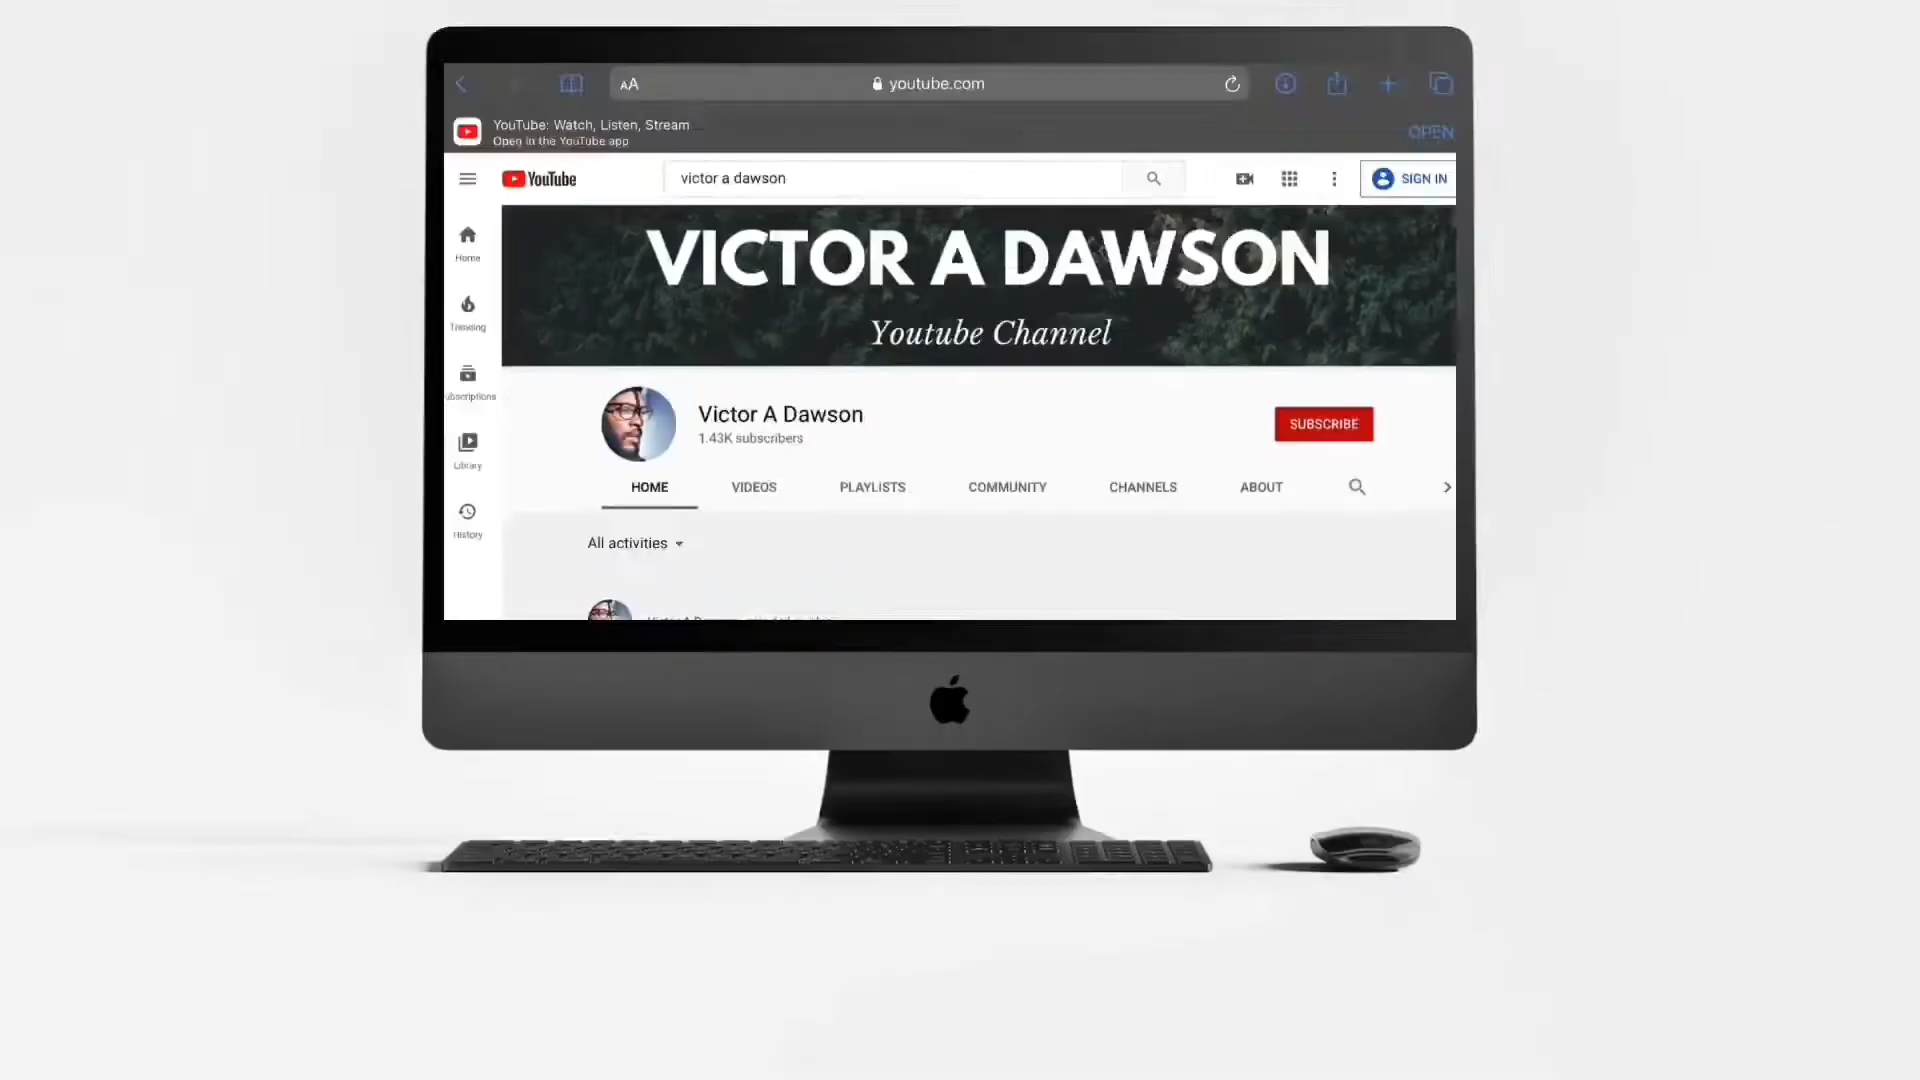 AA youtube.com
YouTube: Watch, Listen, Stream
Open in the YouTube app
OPEN
YouTube
victor a dawson
SIGN IN
VICTOR A DAWSON
Youtube Channel
Home
Trending
ubscriptions
Library
History
Victor A Dawson
1.43K subscribers
SUBSCRIBE
HOME VIDEOS PLAYLISTS COMMUNITY CHANNELS ABOUT
All activities